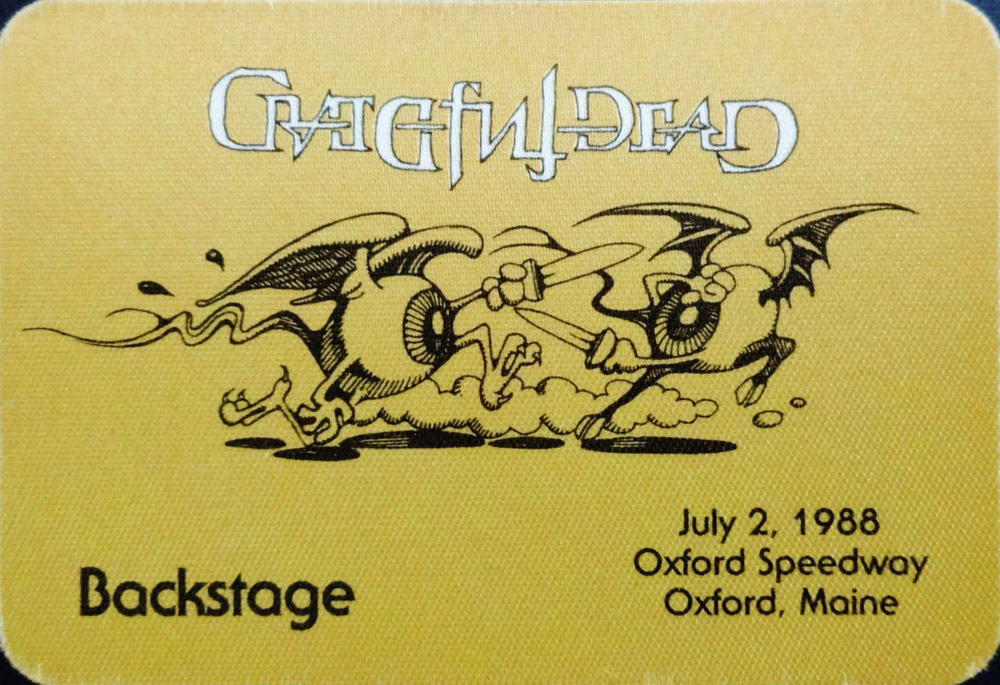 Grateful Dead
Backstage
July 2, 1988
Oxford Speedway
Oxford, Maine